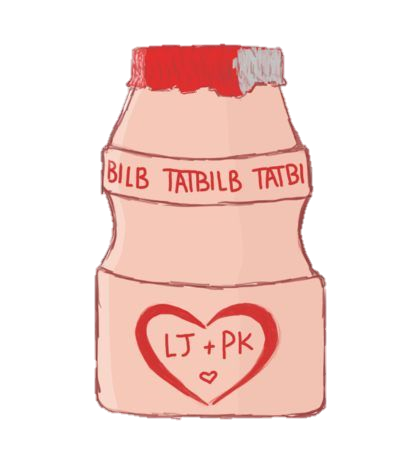 BILB TATBILB TATBI
LJ + PK